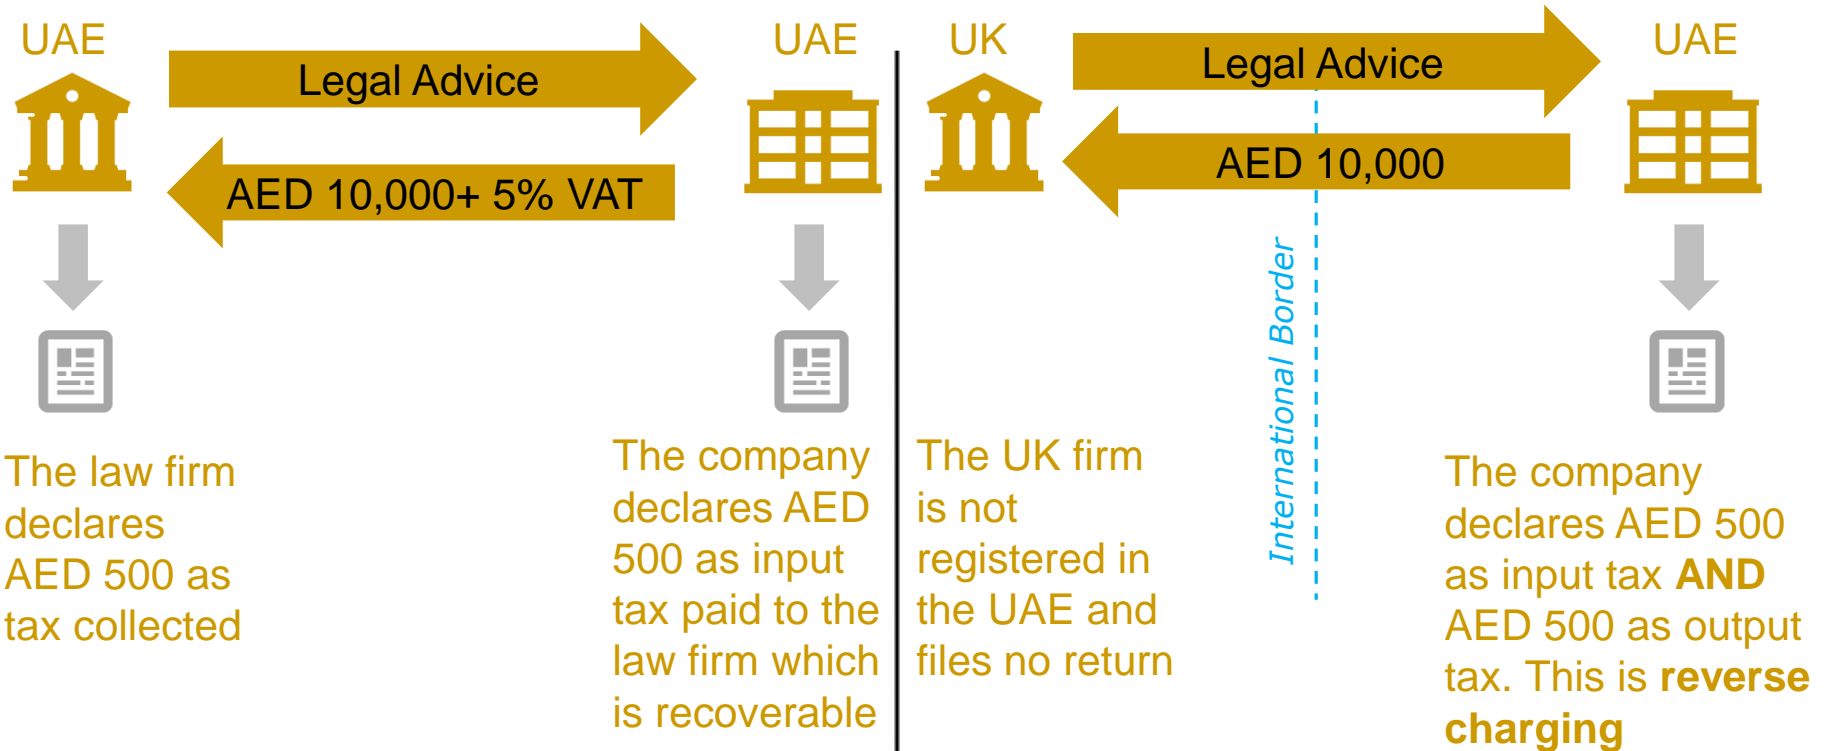 UAE
Legal Advice
UAE
AED 10,000+ 5% VAT
The law firm
declares
AED 500 as
tax collected
The company
declares AED
500 as input
tax paid to the
law firm which
is recoverable
UK
Legal Advice
UAE
AED 10,000
International Border
The UK firm
is not
registered in
the UAE and
files no return
The company
declares AED 500
as input tax AND
AED 500 as output
tax. This is reverse
charging